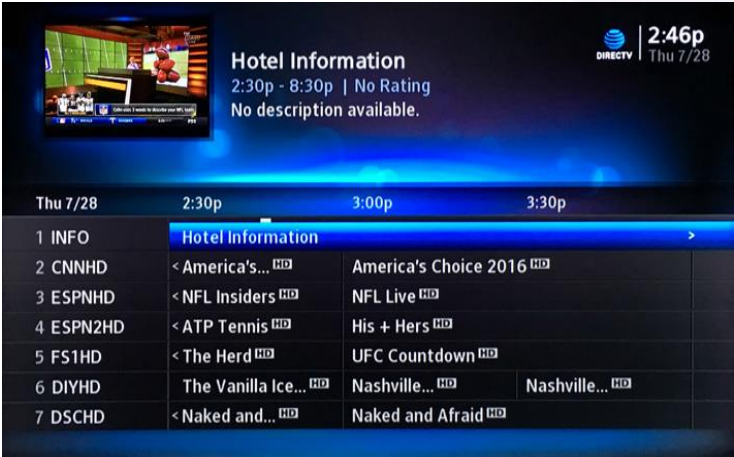 Hotel Information
2:30p - 8:30p | No Rating
No description available.
DIRECTV
2:46p
Thu 7/28
Thu 7/28 2:30p 3:00p 3:30p
1 INFO Hotel Information >
2 CNNHD < America's... HD America's Choice 2016 HD
3 ESPNHD < NFL Insiders HD NFL Live HD
4 ESPN2HD < ATP Tennis HD His + Hers HD
5 FS1HD < The Herd HD UFC Countdown HD
6 DIYHD The Vanilla Ice... HD Nashville... HD Nashville... HD
7 DSCHD < Naked and... HD Naked and Afraid HD